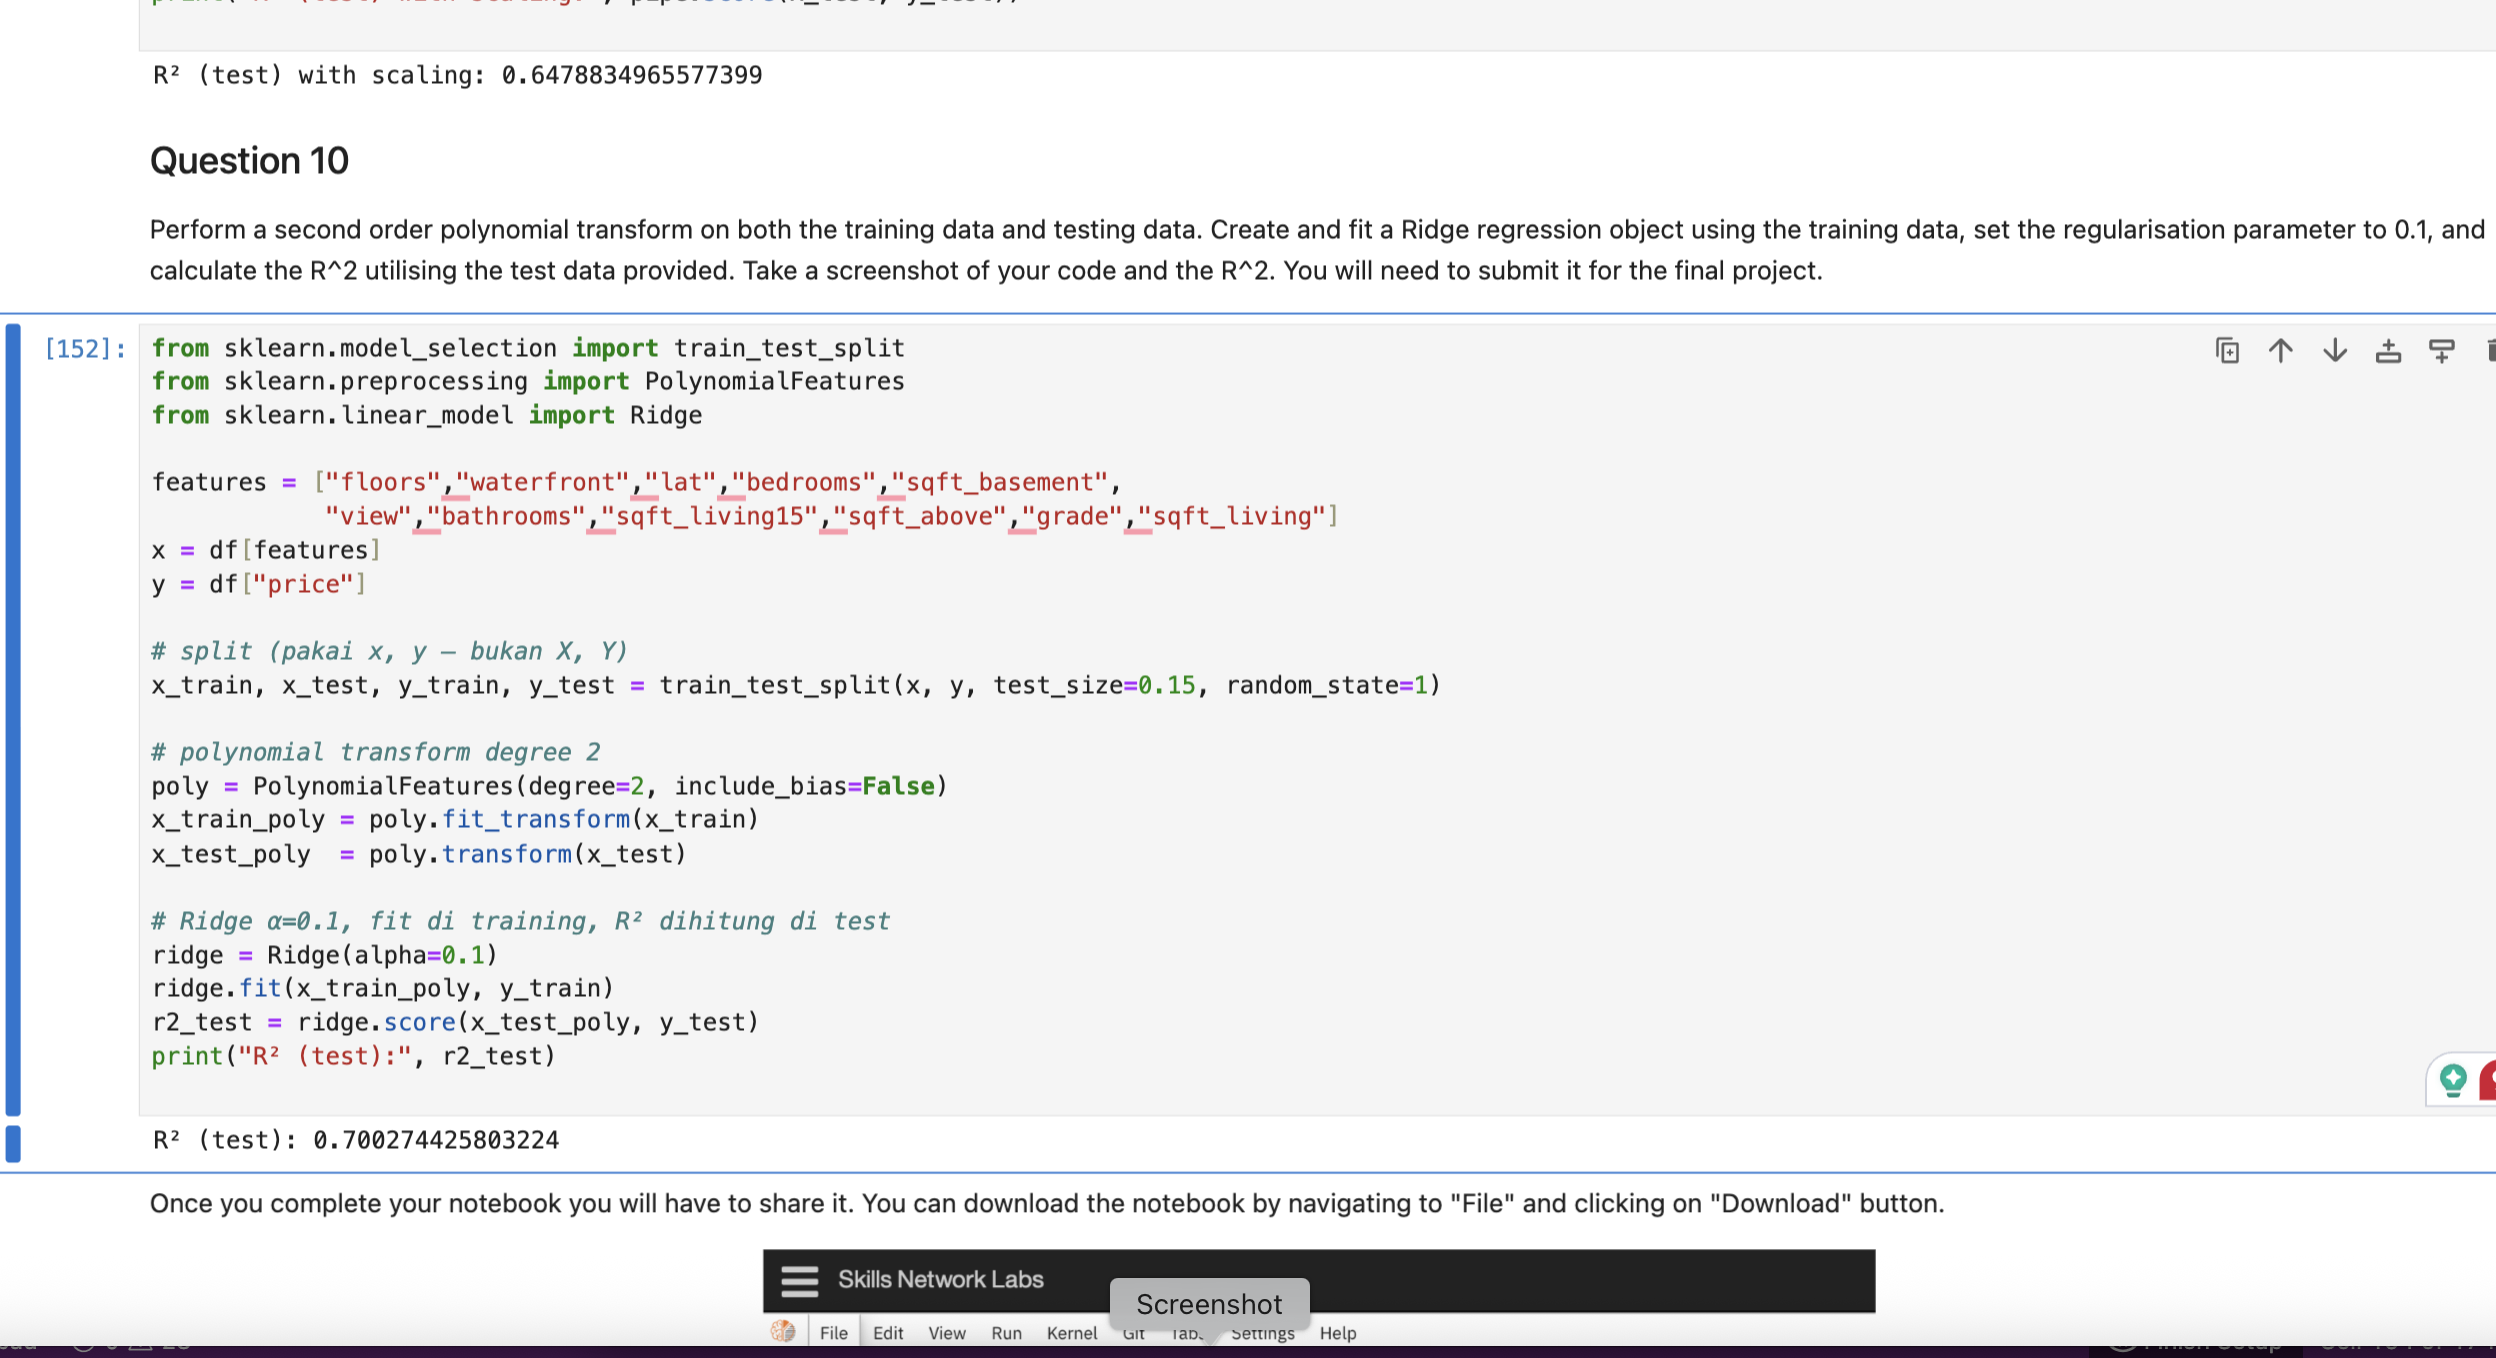 R² (test) with scaling: 0.6478834965577399
Question 10
Perform a second order polynomial transform on both the training data and testing data. Create and fit a Ridge regression object using the training data, set the regularisation parameter to 0.1, and
calculate the R^2 utilising the test data provided. Take a screenshot of your code and the R^2. You will need to submit it for the final project.
[152]: from sklearn.model_selection import train_test_split
from sklearn.preprocessing import PolynomialFeatures
from sklearn.linear_model import Ridge
features = ["floors","waterfront","lat","bedrooms","sqft_basement",
"view","bathrooms","sqft_living15","sqft_above","grade","sqft_living"]
x = df[features]
y = df["price"]
# split (pakai x, y — bukan X, Y)
x_train, x_test, y_train, y_test = train_test_split(x, y, test_size=0.15, random_state=1)
# polynomial transform degree 2
poly = PolynomialFeatures(degree=2, include_bias=False)
x_train_poly = poly.fit_transform(x_train)
x_test_poly  = poly.transform(x_test)
# Ridge α=0.1, fit di training, R² dihitung di test
ridge = Ridge(alpha=0.1)
ridge.fit(x_train_poly, y_train)
r2_test = ridge.score(x_test_poly, y_test)
print("R² (test):", r2_test)
R² (test): 0.700274425803224
Once you complete your notebook you will have to share it. You can download the notebook by navigating to "File" and clicking on "Download" button.
Skills Network Labs
Screenshot
File Edit View Run Kernel Git Tabs Settings Help